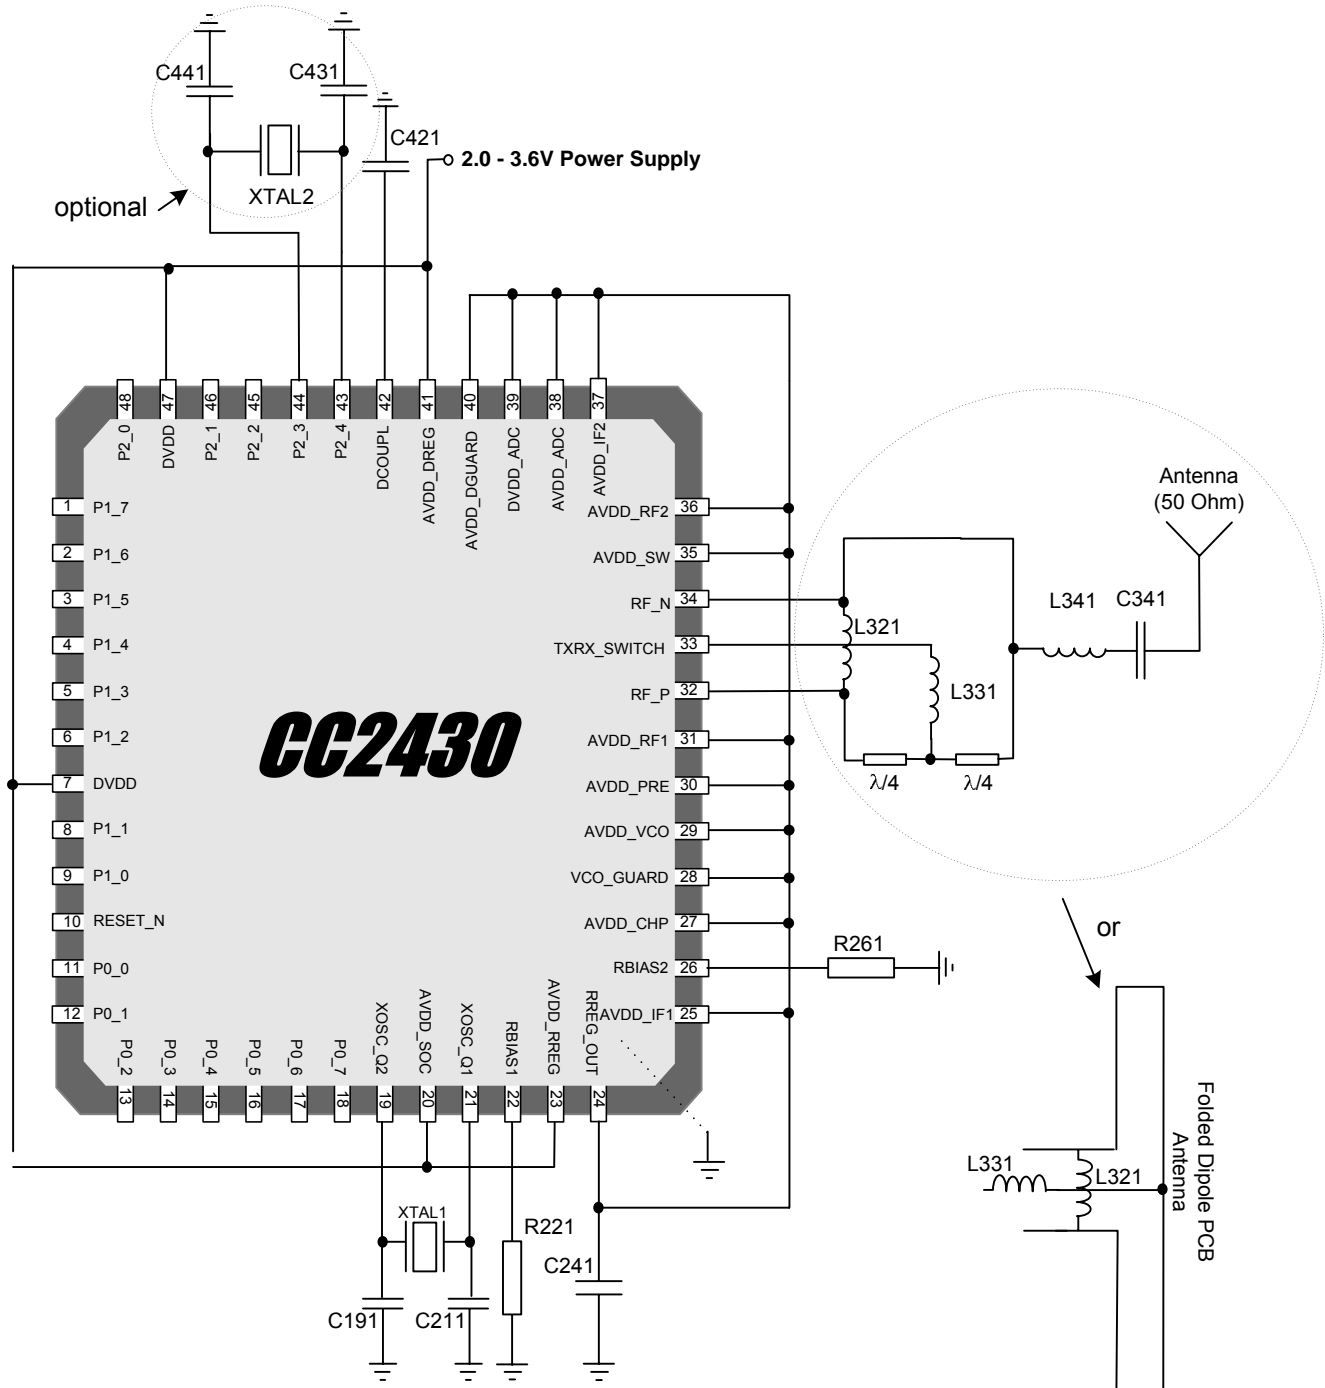 C441
C431
C421
2.0 - 3.6V Power Supply
optional
XTAL2
48
47
46
45
44
43
42
41
40
39
38
37
P2_0
DVDD
P2_1
P2_2
P2_3
P2_4
DCOUPL
AVDD_DREG
AVDD_DGUARD
DVDD_ADC
AVDD_ADC
AVDD_IF2
1 P1_7
2 P1_6
3 P1_5
4 P1_4
5 P1_3
6 P1_2
7 DVDD
8 P1_1
9 P1_0
10 RESET_N
11 P0_0
12 P0_1
CC2430
AVDD_RF2 36
AVDD_SW 35
RF_N 34
TXRX_SWITCH 33
RF_P 32
AVDD_RF1 31
AVDD_PRE 30
AVDD_VCO 29
VCO_GUARD 28
AVDD_CHP 27
RBIAS2 26
AVDD_IF1 25
P0_2
P0_3
P0_4
P0_5
P0_6
P0_7
XOSC_Q2
AVDD_SOC
XOSC_Q1
RBIAS1
AVDD_RREG
RREG_OUT
13
14
15
16
17
18
19
20
21
22
23
24
Antenna
(50 Ohm)
L341
C341
L321
L331
λ/4
λ/4
R261
or
Folded Dipole PCB
Antenna
L331
L321
XTAL1
R221
C241
C191
C211